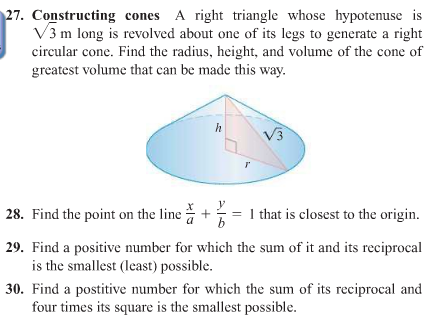 27. Constructing cones A right triangle whose hypotenuse is
√3 m long is revolved about one of its legs to generate a right
circular cone. Find the radius, height, and volume of the cone of
greatest volume that can be made this way.
h
√3
r
28. Find the point on the line x/a + y/b = 1 that is closest to the origin.
29. Find a positive number for which the sum of it and its reciprocal
is the smallest (least) possible.
30. Find a postitive number for which the sum of its reciprocal and
four times its square is the smallest possible.